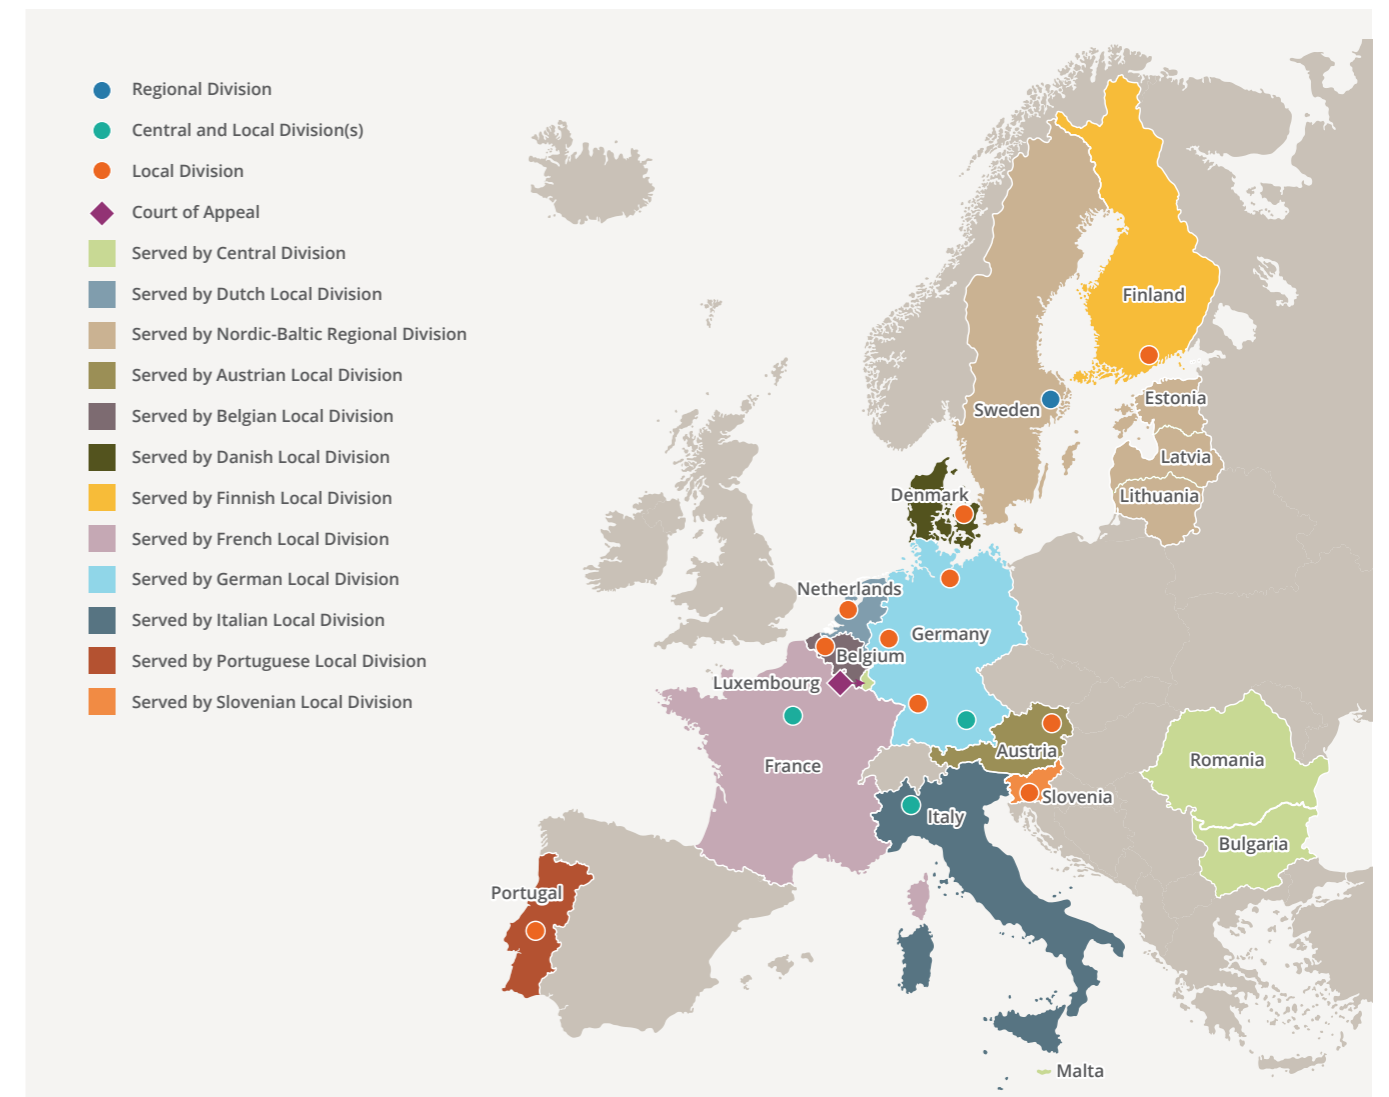 Regional Division
Central and Local Division(s)
Local Division
Court of Appeal
Served by Central Division
Served by Dutch Local Division
Served by Nordic-Baltic Regional Division
Served by Austrian Local Division
Served by Belgian Local Division
Served by Danish Local Division
Served by Finnish Local Division
Served by French Local Division
Served by German Local Division
Served by Italian Local Division
Served by Portuguese Local Division
Served by Slovenian Local Division
Finland
Estonia
Sweden
Latvia
Denmark
Lithuania
Netherlands
Germany
Belgium
Luxembourg
Austria
Romania
France
Slovenia
Italy
Bulgaria
Portugal
Malta